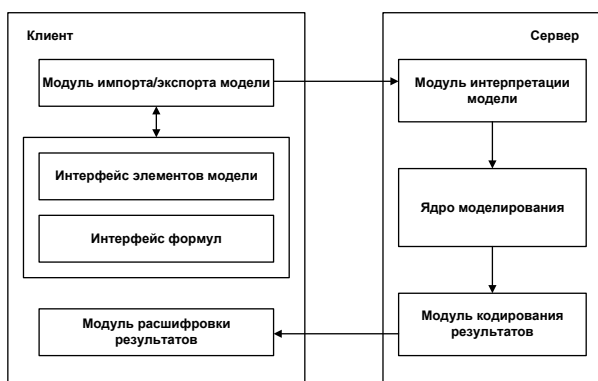 Клиент
Модуль импорта/экспорта модели
Интерфейс элементов модели
Интерфейс формул
Модуль расшифровки
результатов
Сервер
Модуль интерпретации
модели
Ядро моделирования
Модуль кодирования
результатов